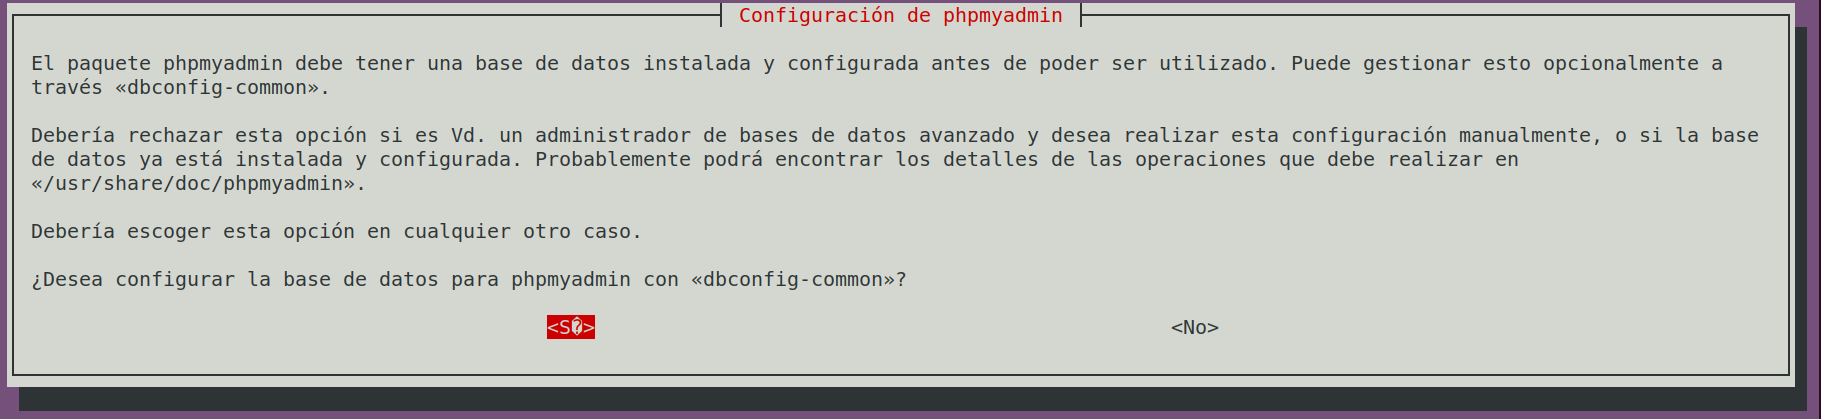 Configuración de phpmyadmin
El paquete phpmyadmin debe tener una base de datos instalada y configurada antes de poder ser utilizado. Puede gestionar esto opcionalmente a
través «dbconfig-common».
Debería rechazar esta opción si es Vd. un administrador de bases de datos avanzado y desea realizar esta configuración manualmente, o si la base
de datos ya está instalada y configurada. Probablemente podrá encontrar los detalles de las operaciones que debe realizar en
«/usr/share/doc/phpmyadmin».
Debería escoger esta opción en cualquier otro caso.
¿Desea configurar la base de datos para phpmyadmin con «dbconfig-common»?
<S�> <No>